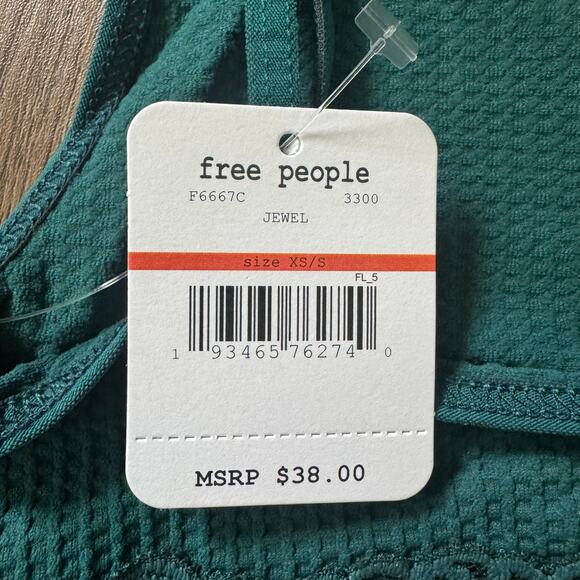 free people
F6667C 3300
JEWEL
size XS/S
FL_5
1 93465 76274 0
MSRP $38.00